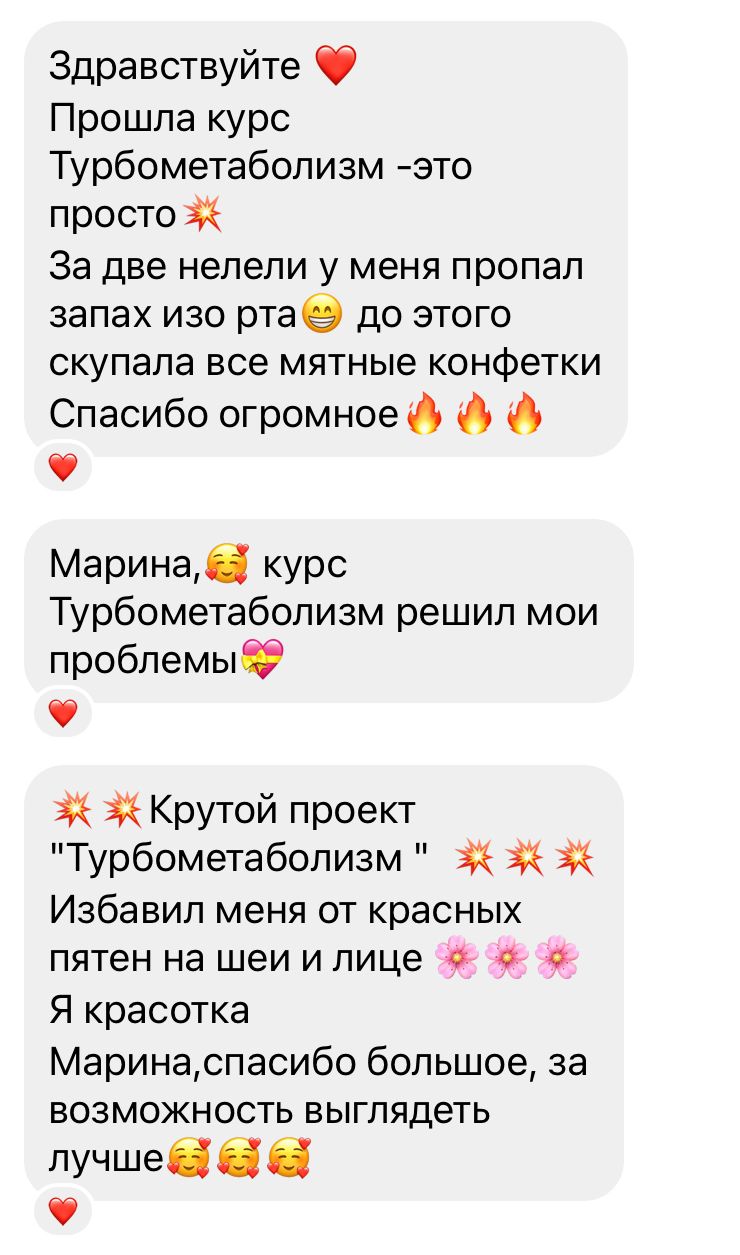 Здравствуйте ❤️
Прошла курс
Турбометаболизм -это
просто💥
За две нелели у меня пропал
запах изо рта😁 до этого
скупала все мятные конфетки
Спасибо огромное🔥🔥🔥
❤️
Марина,🥰 курс
Турбометаболизм решил мои
проблемы💝
❤️
💥💥Крутой проект
"Турбометаболизм " 💥💥💥
Избавил меня от красных
пятен на шеи и лице 🌸🌸🌸
Я красотка
Марина,спасибо большое, за
возможность выглядеть
лучше🥰🥰🥰
❤️